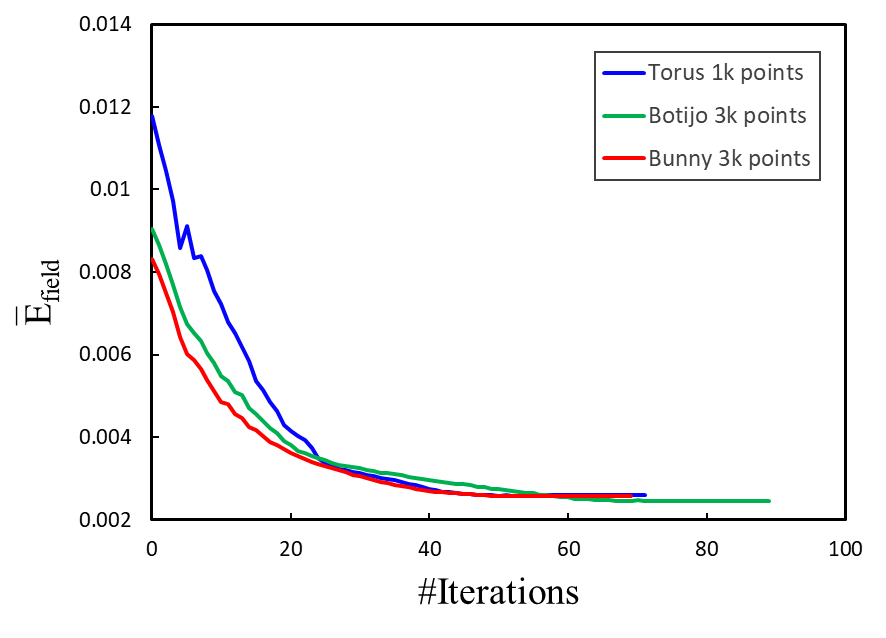 0.014
0.012
0.01
0.008
0.006
0.004
0.002
0 20 40 60 80 100
E̅field
#Iterations
Torus 1k points
Botijo 3k points
Bunny 3k points